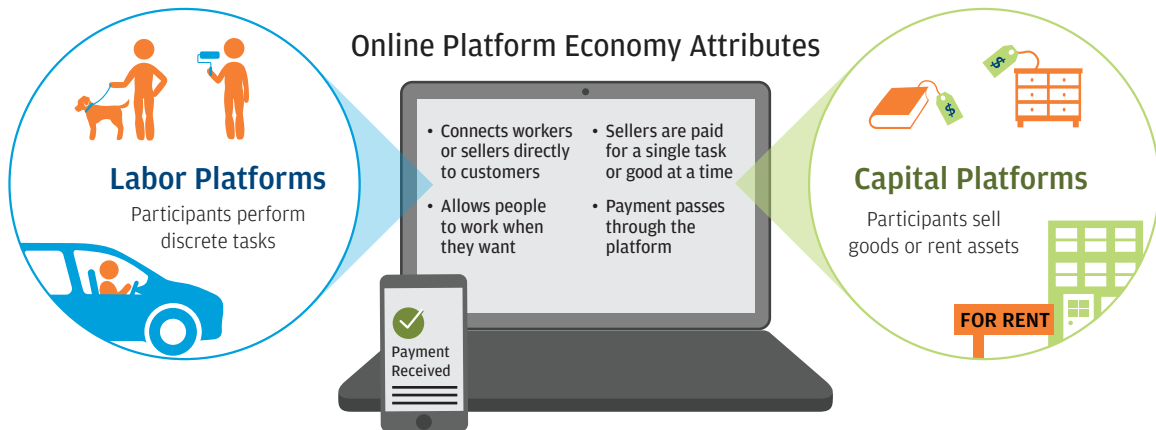 Online Platform Economy Attributes
Labor Platforms
Participants perform
discrete tasks
• Connects workers
or sellers directly
to customers
• Allows people
to work when
they want
• Sellers are paid
for a single task
or good at a time
• Payment passes
through the
platform
Payment
Received
$
$
Capital Platforms
Participants sell
goods or rent assets
FOR RENT